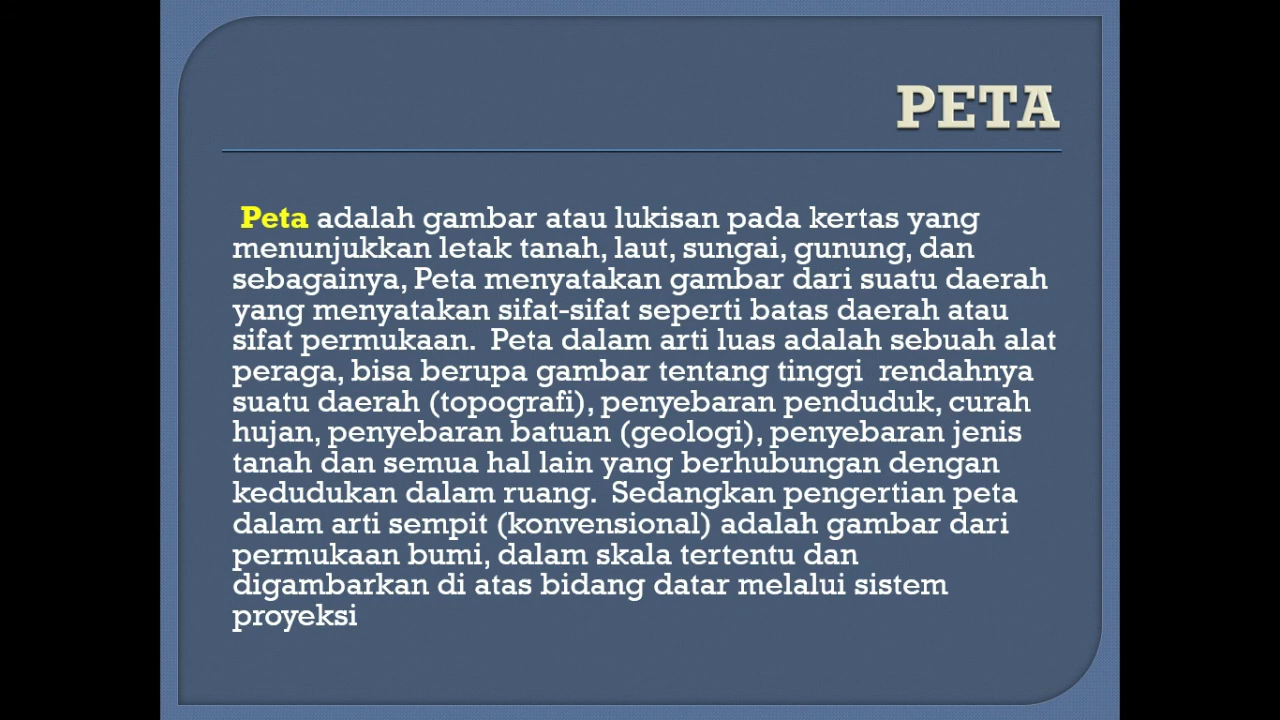 PETA
Peta adalah gambar atau lukisan pada kertas yang
menunjukkan letak tanah, laut, sungai, gunung, dan
sebagainya, Peta menyatakan gambar dari suatu daerah
yang menyatakan sifat-sifat seperti batas daerah atau
sifat permukaan.  Peta dalam arti luas adalah sebuah alat
peraga, bisa berupa gambar tentang tinggi  rendahnya
suatu daerah (topografi), penyebaran penduduk, curah
hujan, penyebaran batuan (geologi), penyebaran jenis
tanah dan semua hal lain yang berhubungan dengan
kedudukan dalam ruang.  Sedangkan pengertian peta
dalam arti sempit (konvensional) adalah gambar dari
permukaan bumi, dalam skala tertentu dan
digambarkan di atas bidang datar melalui sistem
proyeksi